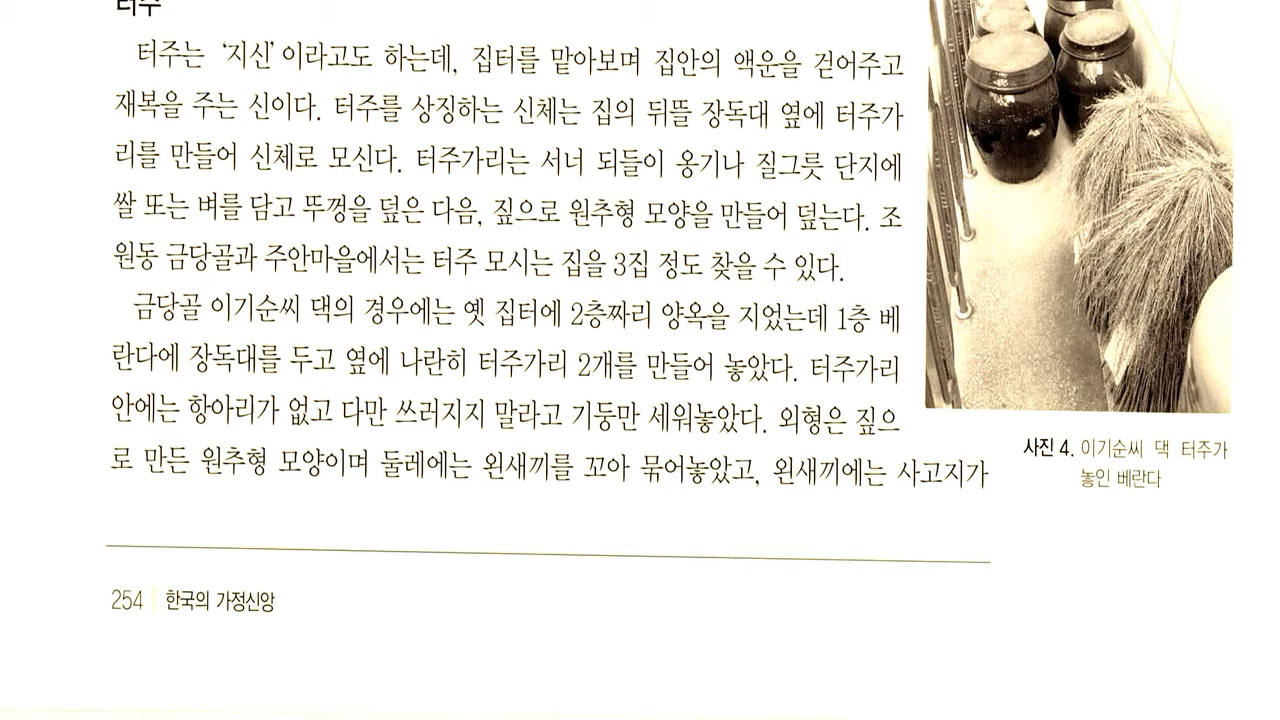 터주
터주는 '지신'이라고도 하는데, 집터를 맡아보며 집안의 액운을 걷어주고
재복을 주는 신이다. 터주를 상징하는 신체는 집의 뒤뜰 장독대 옆에 터주가
리를 만들어 신체로 모신다. 터주가리는 서너 되들이 옹기나 질그릇 단지에
쌀 또는 벼를 담고 뚜껑을 덮은 다음, 짚으로 원추형 모양을 만들어 덮는다. 조
원동 금당골과 주안마을에서는 터주 모시는 집을 3집 정도 찾을 수 있다.
금당골 이기순씨 댁의 경우에는 옛 집터에 2층짜리 양옥을 지었는데 1층 베
란다에 장독대를 두고 옆에 나란히 터주가리 2개를 만들어 놓았다. 터주가리
안에는 항아리가 없고 다만 쓰러지지 말라고 기둥만 세워놓았다. 외형은 짚으
로 만든 원추형 모양이며 둘레에는 왼새끼를 꼬아 묶어놓았고, 왼새끼에는 사고지가
사진 4. 이기순씨 댁 터주가
놓인 베란다
254 한국의 가정신앙